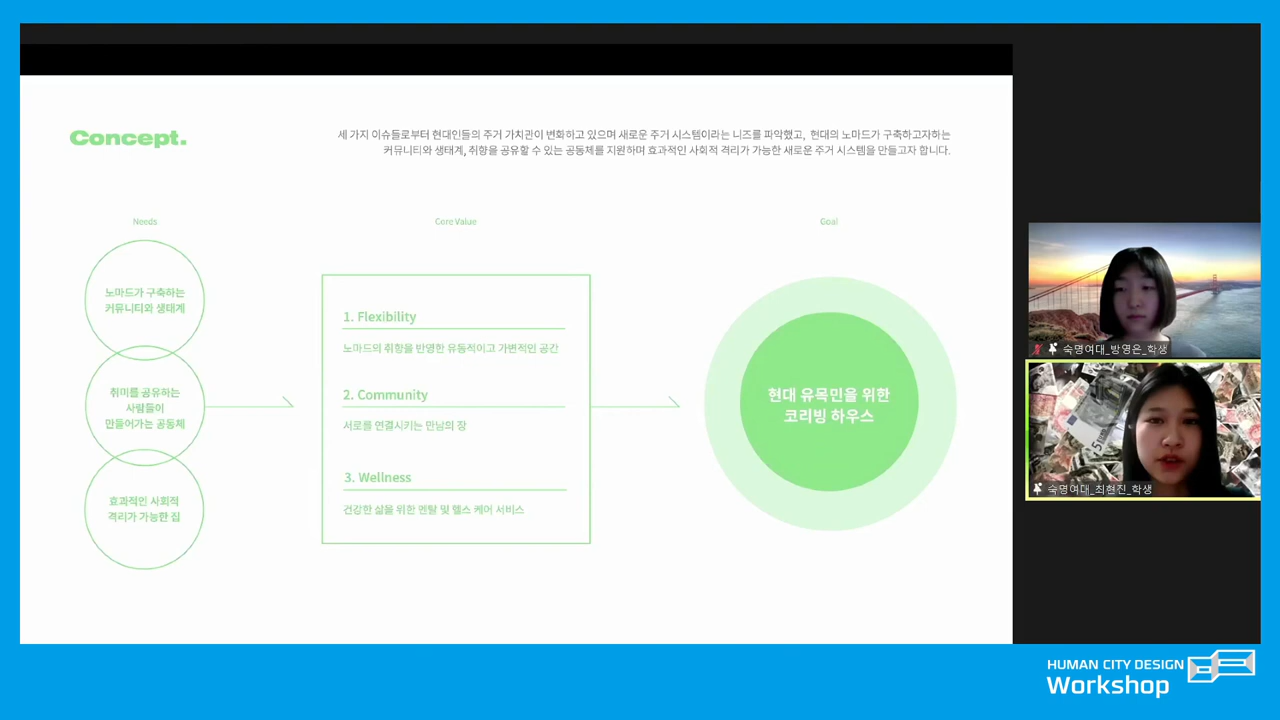 Concept.
세 가지 이슈들로부터 현대인들의 주거 가치관이 변화하고 있으며 새로운 주거 시스템이라는 니즈를 파악했고, 현대의 노마드가 구축하고자하는
커뮤니티와 생태계, 취향을 공유할 수 있는 공동체를 지원하며 효과적인 사회적 격리가 가능한 새로운 주거 시스템을 만들고자 합니다.
Needs
노마드가 구축하는
커뮤니티와 생태계
취미를 공유하는
사람들이
만들어가는 공동체
효과적인 사회적
격리가 가능한 집
Core Value
1. Flexibility
노마드의 취향을 반영한 유동적이고 가변적인 공간
2. Community
서로를 연결시키는 만남의 장
3. Wellness
건강한 삶을 위한 멘탈 및 헬스 케어 서비스
Goal
현대 유목민을 위한
코리빙 하우스
숙명여대_방영은_학생
숙명여대_최현진_학생
HUMAN CITY DESIGN
Workshop